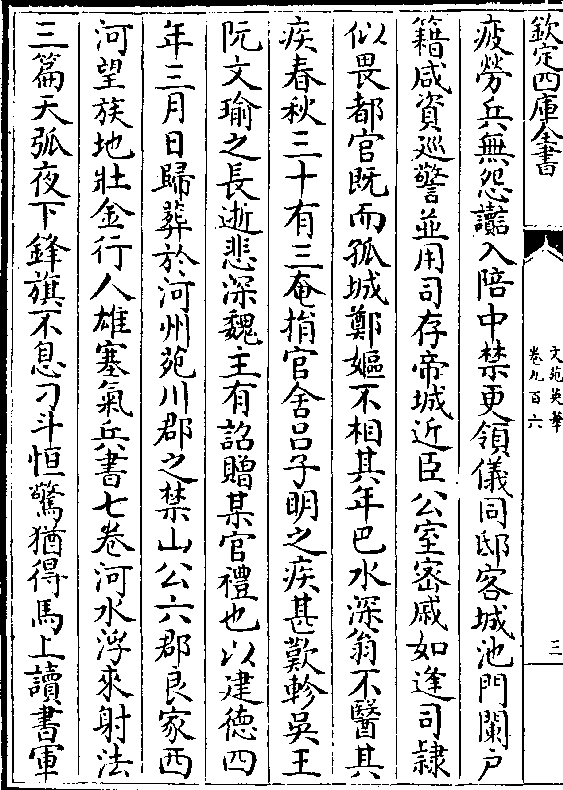 欽定四庫全書
文苑英華
卷九百六
三
疲勞兵無怨讟入陪中禁更領儀同邸客城池門闌戶
籍咸資巡警並用司存帝城近臣公室密戚如逢司隸
似畏都官既而孤城鄭嫗不相其年巴水深翁不醫其
疾春秋三十有三奄捐官舍呂子明之疾甚歎軫吳王
阮文瑜之長逝悲深魏主有詔贈某官禮也以建徳四
年三月日歸葬於河州苑川郡之禁山公六郡良家西
河望族地壯金行人雄塞氣兵書七卷河水浮來射法
三篇天弧夜下鋒旗不息刁斗恒驚猶得馬上讀書軍